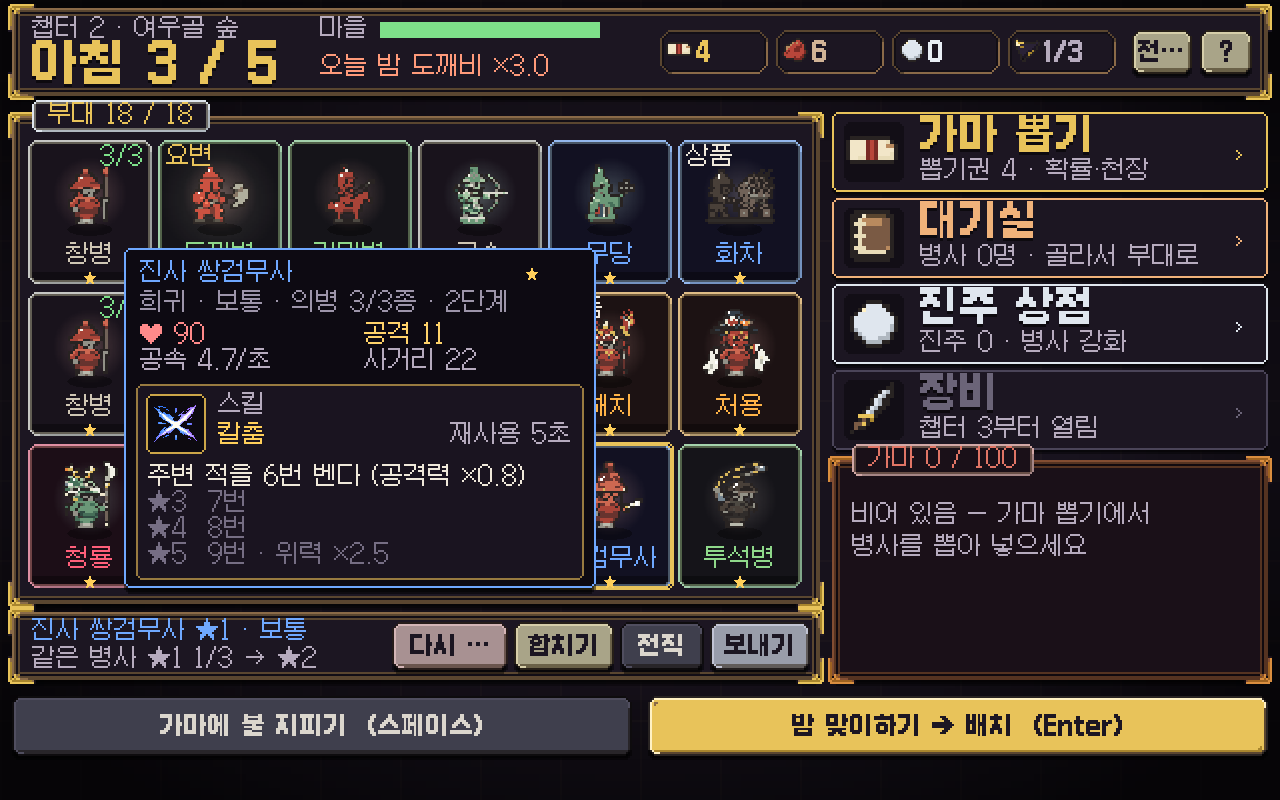 챕터 2 · 여우골 숲
아침 3 / 5
마을
오늘 밤 도깨비 ×3.0
4
6
0
1/3
전…
?
부대 18 / 18
3/3
창병
요변
상품
무당
화차
창병
처용
청룡
투석병
진사 쌍검무사 ★
희귀 · 보통 · 의병 3/3종 · 2단계
♥ 90 공격 11
공속 4.7/초 사거리 22
스킬
칼춤 재사용 5초
주변 적을 6번 벤다 (공격력 ×0.8)
★3 7번
★4 8번
★5 9번 · 위력 ×2.5
진사 쌍검무사 ★1 · 보통
같은 병사 ★1 1/3 → ★2
다시 …
합치기
전직
보내기
가마 뽑기
뽑기권 4 · 확률·천장
대기실
병사 0명 · 골라서 부대로
진주 상점
진주 0 · 병사 강화
장비
챕터 3부터 열림
가마 0 / 100
비어 있음 — 가마 뽑기에서
병사를 뽑아 넣으세요
가마에 불 지피기 (스페이스)
밤 맞이하기 → 배치 (Enter)